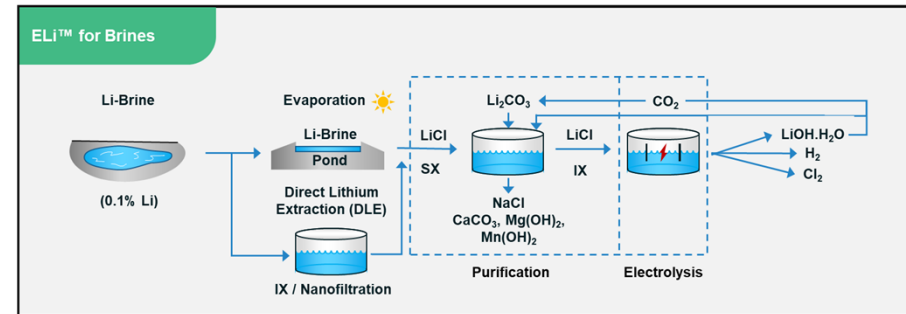 ELi™ for Brines
Li-Brine
(0.1% Li)
Evaporation
Li-Brine
Pond
Direct Lithium
Extraction (DLE)
IX / Nanofiltration
LiCl
SX
Li₂CO₃
NaCl
CaCO₃, Mg(OH)₂,
Mn(OH)₂
Purification
LiCl
IX
Electrolysis
CO₂
LiOH.H₂O
H₂
Cl₂